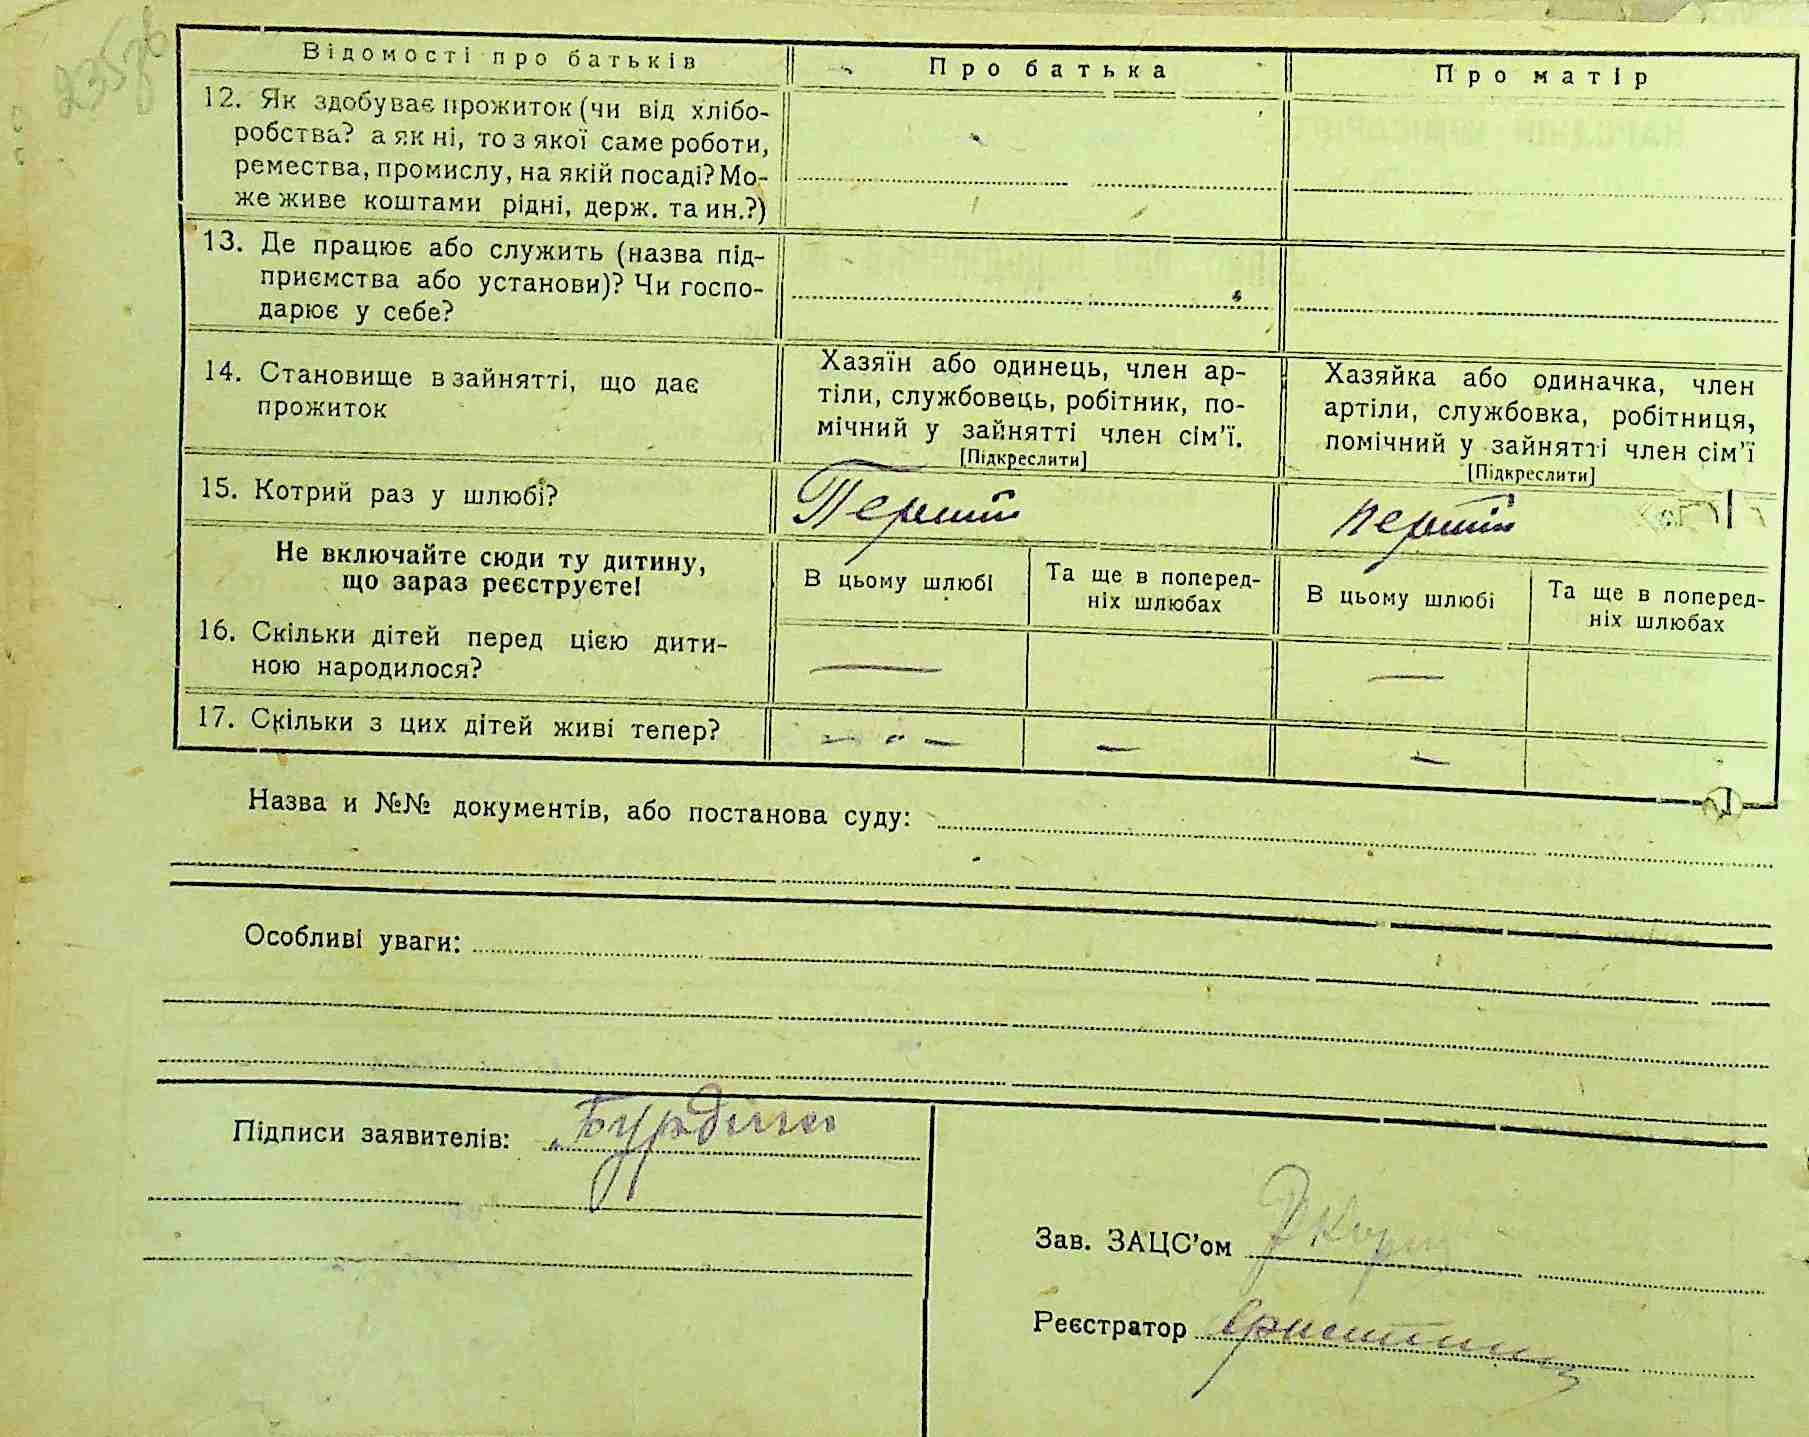 Відомості про батьків
Про батька
Про матір
12. Як здобуває прожиток (чи від хлібо-
робства? а як ні, то з якої саме роботи,
ремества, промислу, на якій посаді? Мо-
же живе коштами рідні, держ. та ин.?)
13. Де працює або служить (назва під-
приємства або установи)? Чи госпо-
дарює у себе?
14. Становище в зайнятті, що дає
прожиток
Хазяїн або одинець, член ар-
тіли, службовець, робітник, по-
мічний у зайнятті член сім'ї.
[Підкреслити]
Хазяйка або одиначка, член
артіли, службовка, робітниця,
помічний у зайнятті член сім'ї
[Підкреслити]
15. Котрий раз у шлюбі?
Перший
перший
Не включайте сюди ту дитину,
що зараз реєструєте!
В цьому шлюбі
Та ще в поперед-
ніх шлюбах
В цьому шлюбі
Та ще в поперед-
ніх шлюбах
16. Скільки дітей перед цією дити-
ною народилося?
— —
17. Скільки з цих дітей живі тепер?
— — —
Назва и №№ документів, або постанова суду:
Особливі уваги:
Підписи заявителів:
Зав. ЗАЦС'ом
Реєстратор